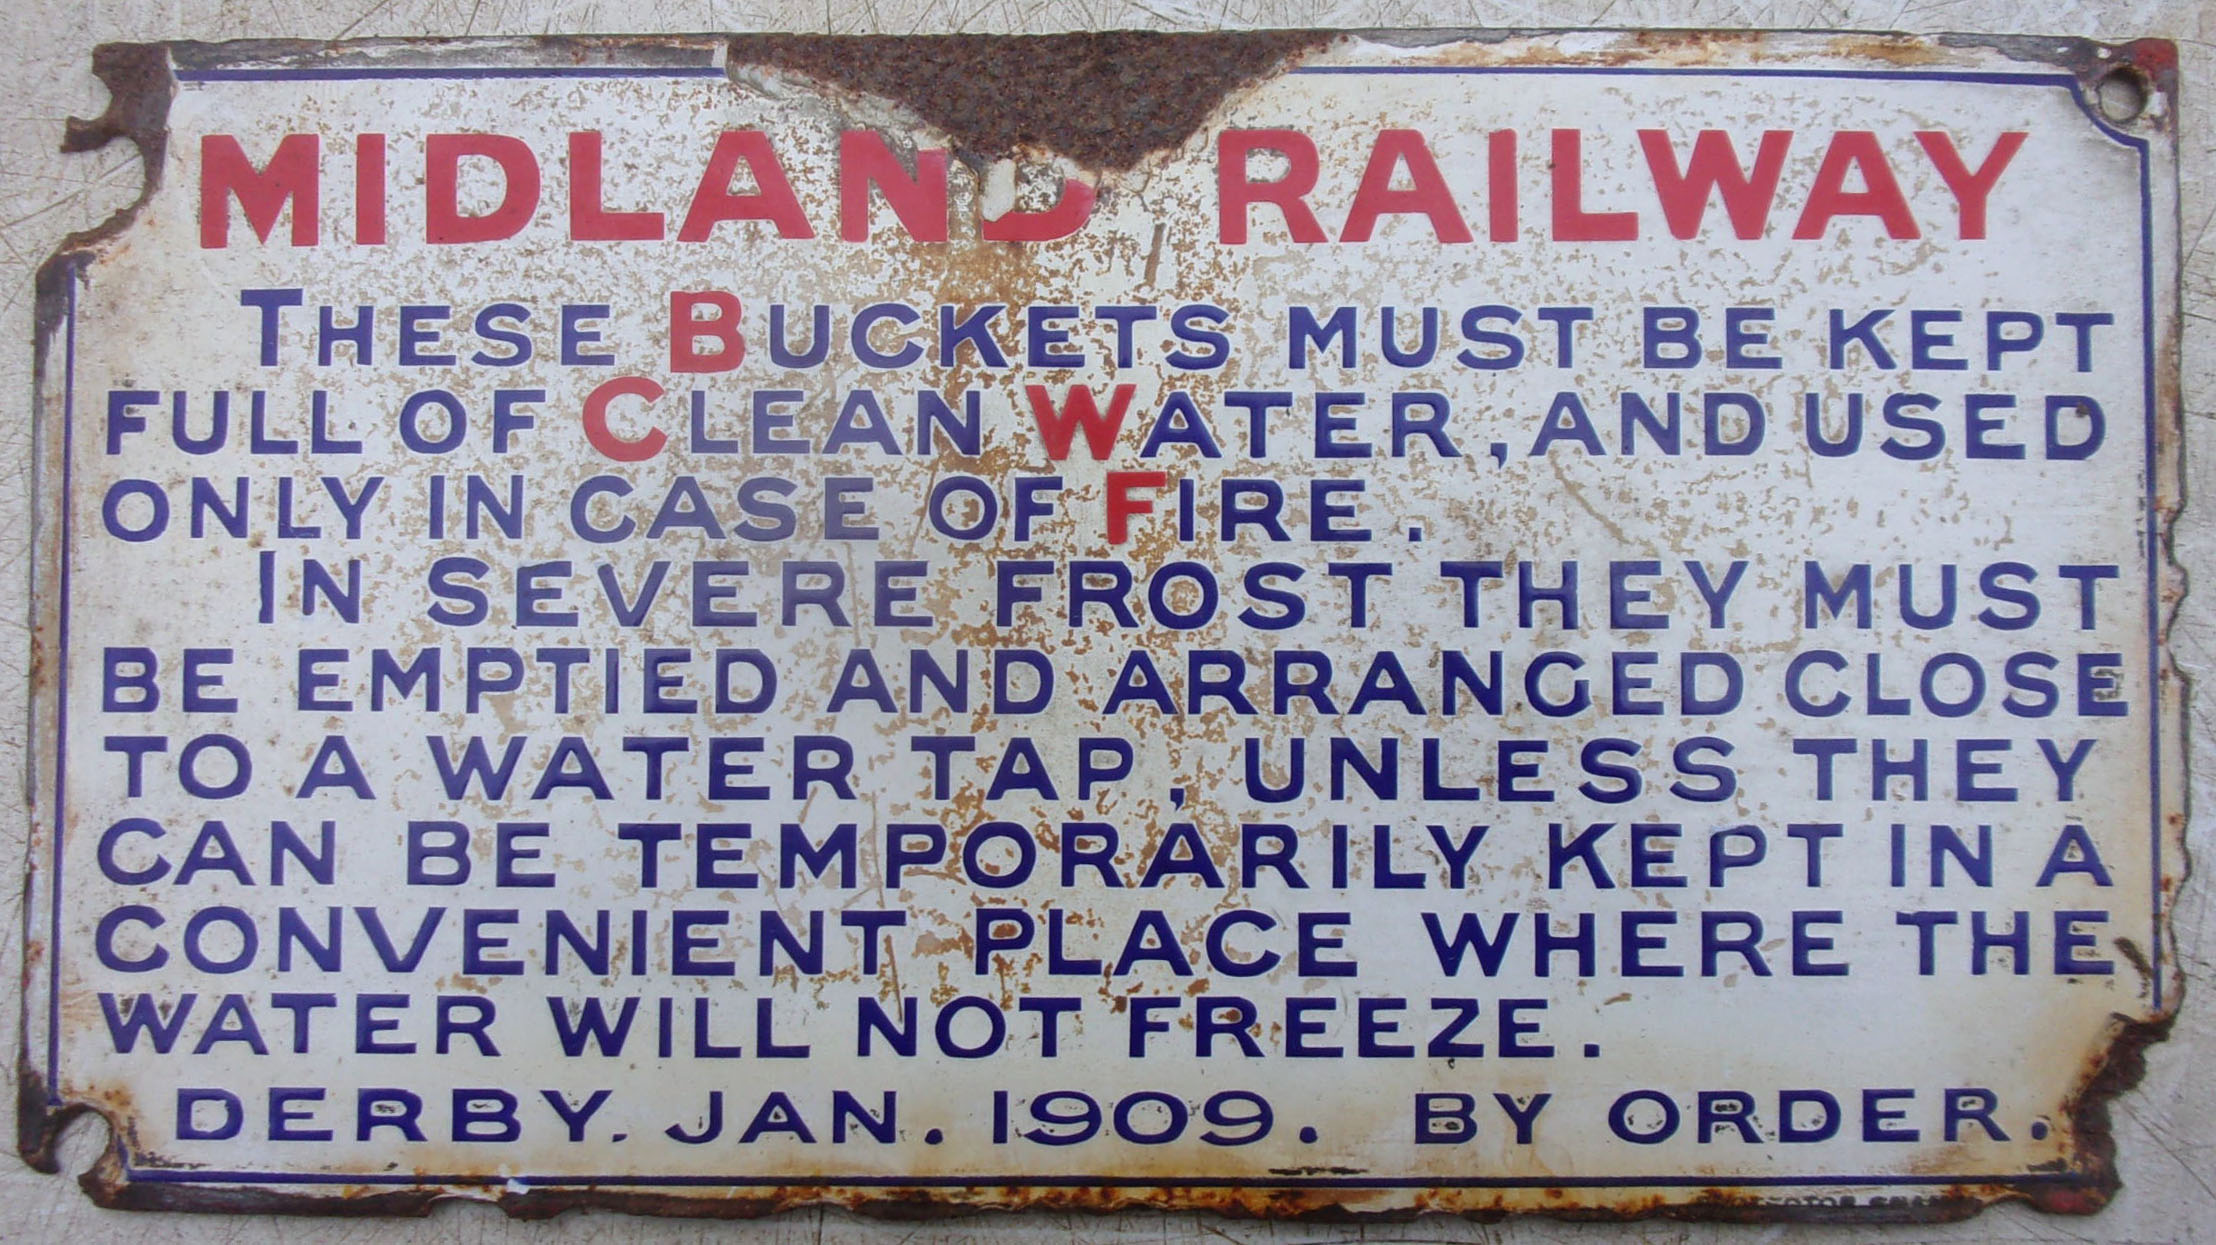 MIDLAND RAILWAY
THESE BUCKETS MUST BE KEPT
FULL OF CLEAN WATER, AND USED
ONLY IN CASE OF FIRE.
IN SEVERE FROST THEY MUST
BE EMPTIED AND ARRANGED CLOSE
TO A WATER TAP, UNLESS THEY
CAN BE TEMPORARILY KEPT IN A
CONVENIENT PLACE WHERE THE
WATER WILL NOT FREEZE.
DERBY. JAN. 1909. BY ORDER.